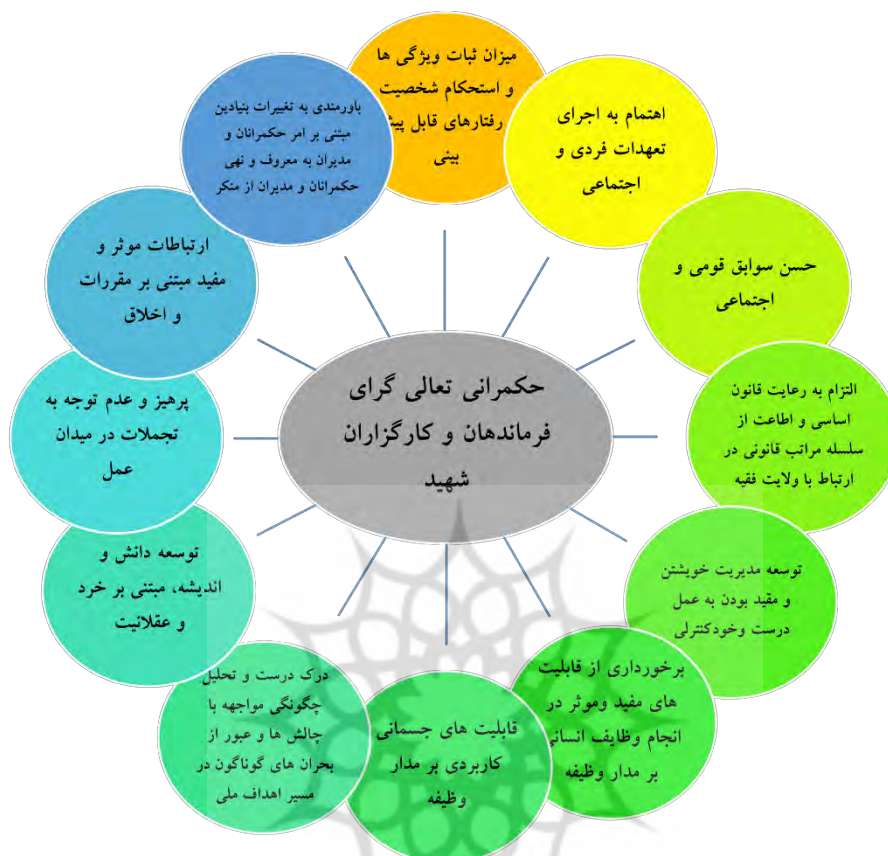 میزان ثبات ویژگی ها
و استحکام شخصیت
رفتارهای قابل پیش
بینی
اهتمام به اجرای
تعهدات فردی و
اجتماعی
حسن سوابق قومی و
اجتماعی
التزام به رعایت قانون
اساسی و اطاعت از
سلسله مراتب قانونی در
ارتباط با ولایت فقیه
توسعه مدیریت خویشتن
و مقید بودن به عمل
درست وخودکنترلی
برخورداری از قابلیت
های مفید وموثر در
انجام وظایف انسانی
بر مدار وظیفه
قابلیت های جسمانی
کاربردی بر مدار
وظیفه
درک درست و تحلیل
چگونگی مواجهه با
چالش ها و عبور از
بحران های گوناگون در
مسیر اهداف ملی
توسعه دانش و
اندیشه، مبتنی بر خرد
و عقلانیت
پرهیز و عدم توجه به
تجملات در میدان
عمل
ارتباطات موثر و
مفید مبتنی بر مقررات
و اخلاق
باورمندی به تغییرات بنیادین
مبتنی بر امر حکمرانان و
مدیران به معروف و نهی
حکمرانان و مدیران از منکر
حکمرانی تعالی گرای
فرماندهان و کارگزاران
شهید